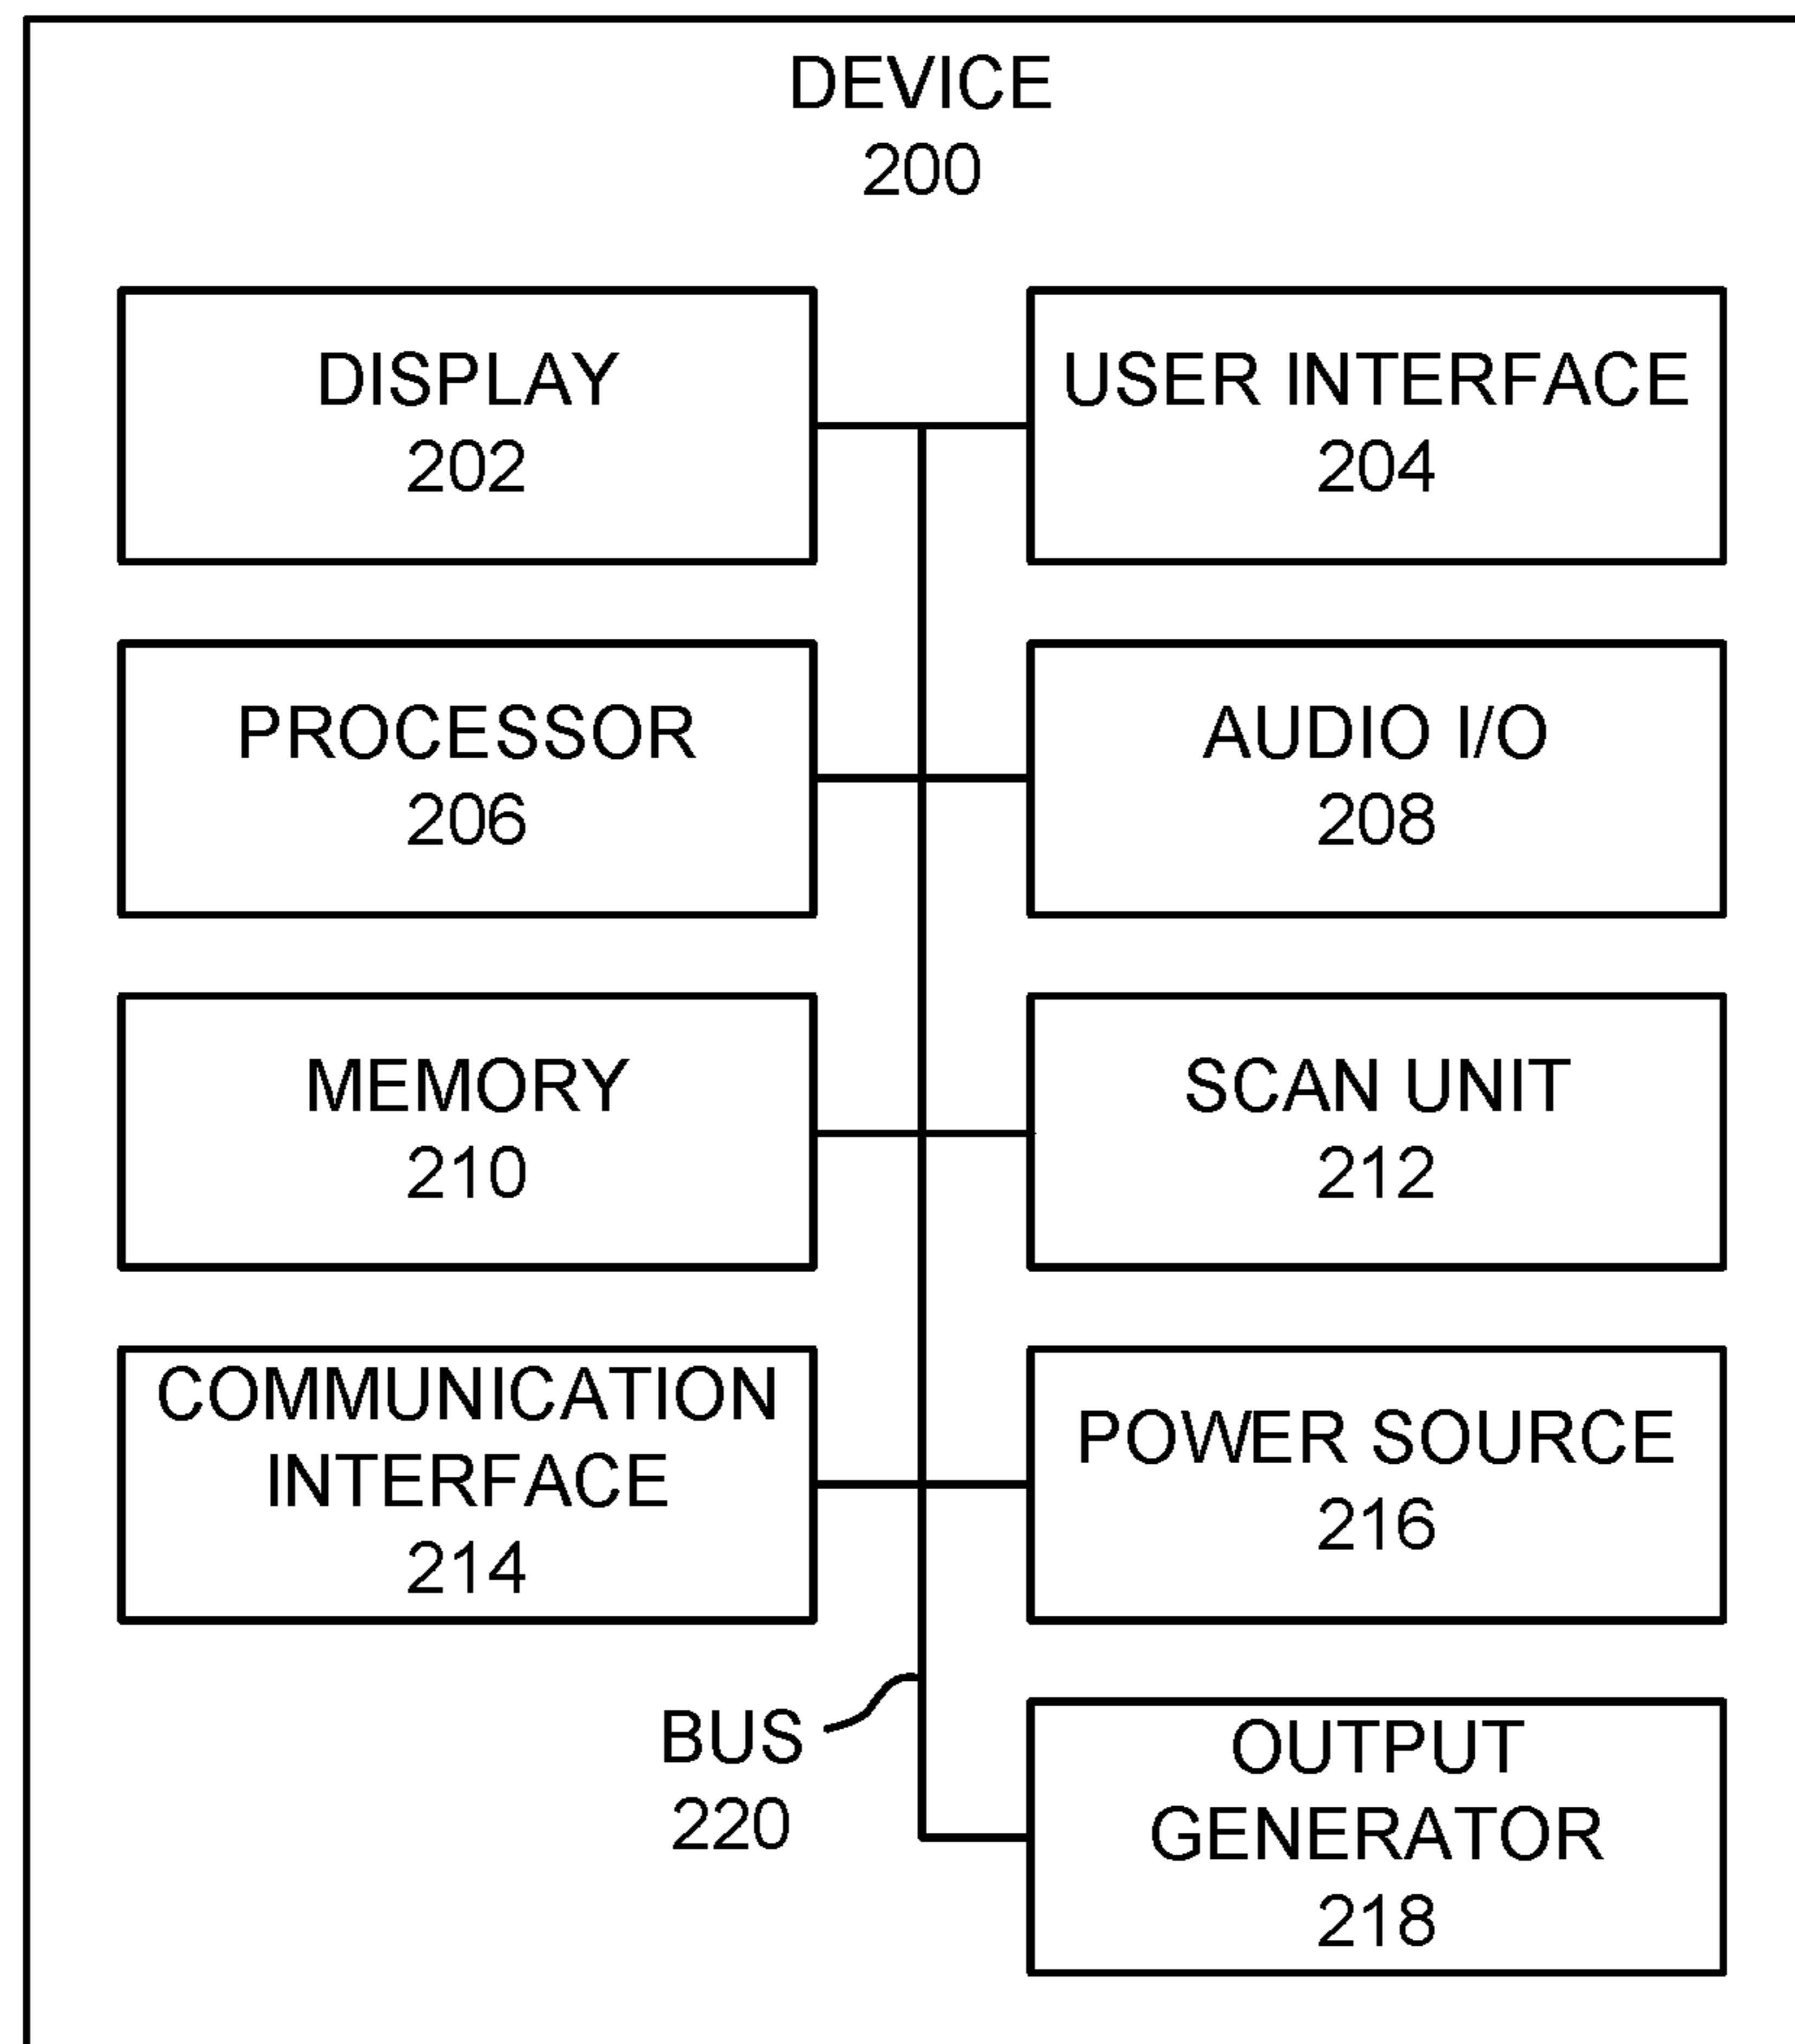 DEVICE
200
DISPLAY
202
USER INTERFACE
204
PROCESSOR
206
AUDIO I/O
208
MEMORY
210
SCAN UNIT
212
COMMUNICATION
INTERFACE
214
POWER SOURCE
216
BUS
220
OUTPUT
GENERATOR
218